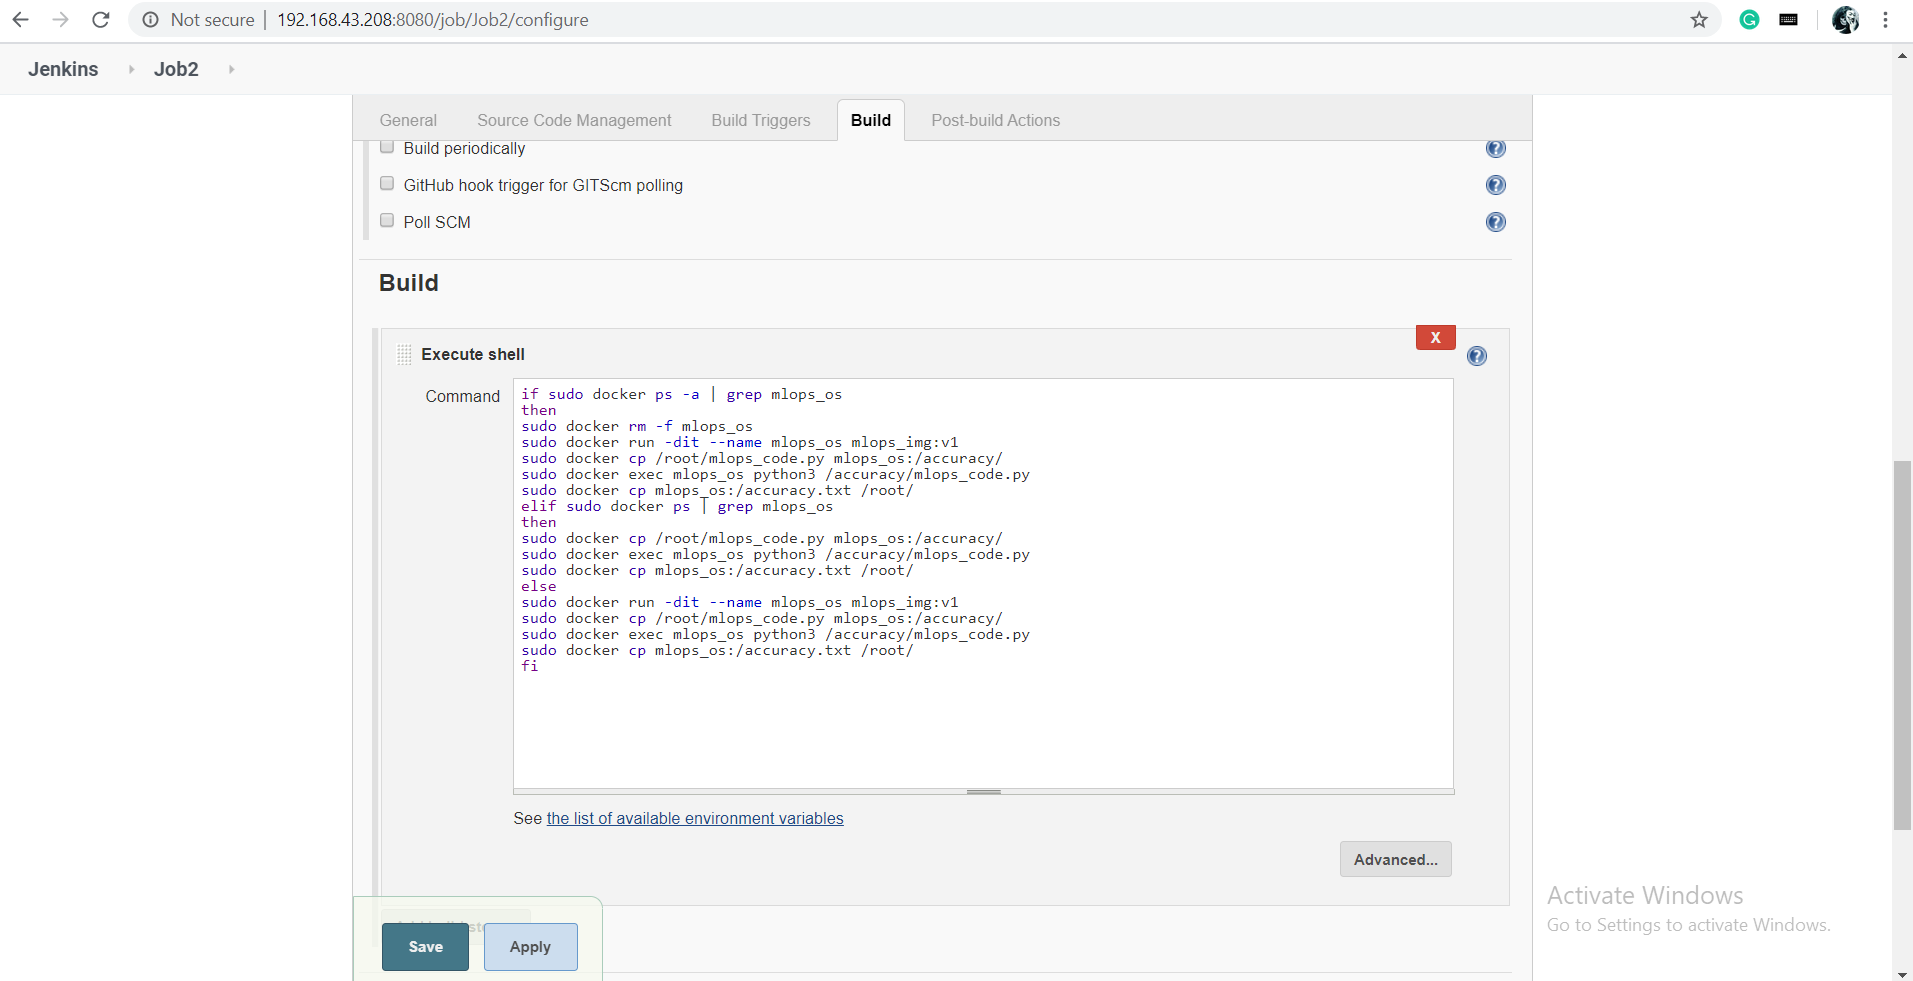 Not secure | 192.168.43.208:8080/job/Job2/configure
Jenkins Job2
General Source Code Management Build Triggers Build Post-build Actions
Build periodically
GitHub hook trigger for GITScm polling
Poll SCM
Build
X
Execute shell
Command
if sudo docker ps -a | grep mlops_os
then
sudo docker rm -f mlops_os
sudo docker run -dit --name mlops_os mlops_img:v1
sudo docker cp /root/mlops_code.py mlops_os:/accuracy/
sudo docker exec mlops_os python3 /accuracy/mlops_code.py
sudo docker cp mlops_os:/accuracy.txt /root/
elif sudo docker ps | grep mlops_os
then
sudo docker cp /root/mlops_code.py mlops_os:/accuracy/
sudo docker exec mlops_os python3 /accuracy/mlops_code.py
sudo docker cp mlops_os:/accuracy.txt /root/
else
sudo docker run -dit --name mlops_os mlops_img:v1
sudo docker cp /root/mlops_code.py mlops_os:/accuracy/
sudo docker exec mlops_os python3 /accuracy/mlops_code.py
sudo docker cp mlops_os:/accuracy.txt /root/
fi
See the list of available environment variables
Advanced...
Save Apply
Activate Windows
Go to Settings to activate Windows.